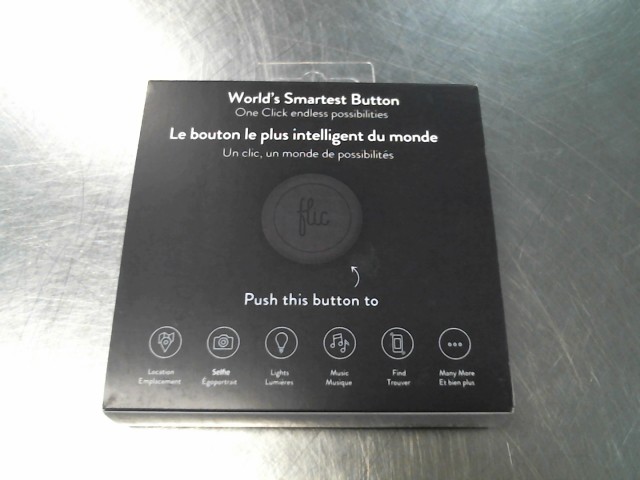 World's Smartest Button
One Click endless possibilities
Le bouton le plus intelligent du monde
Un clic, un monde de possibilités
flic
Push this button to
Location
Emplacement
Selfie
Égoportrait
Lights
Lumières
Music
Musique
Find
Trouver
Many More
Et bien plus